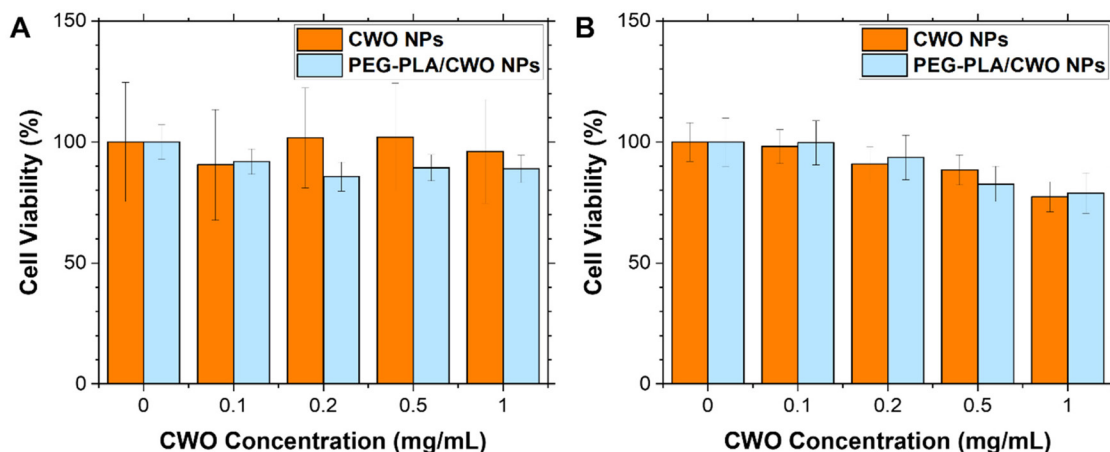 A
150
100
50
0
Cell Viability (%)
CWO NPs
PEG-PLA/CWO NPs
0 0.1 0.2 0.5 1
CWO Concentration (mg/mL)
B
150
100
50
0
Cell Viability (%)
CWO NPs
PEG-PLA/CWO NPs
0 0.1 0.2 0.5 1
CWO Concentration (mg/mL)